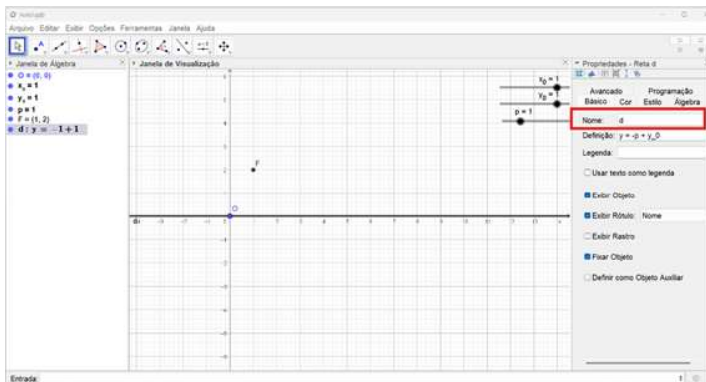 GeoGebra
Arquivo Editar Exibir Opções Ferramentas Janela Ajuda
Janela de Álgebra
Janela de Visualização
Propriedades - Reta d
O = (0, 0)
x₀ = 1
y₀ = 1
p = 1
F = (1, 2)
d : y = −1 + 1
x₀ = 1
y₀ = 1
p = 1
F
O
Avançado Programação
Básico Cor Estilo Álgebra
Nome: d
Definição: y = -p + y_0
Legenda:
Usar texto como legenda
Exibir Objeto
Exibir Rótulo: Nome
Exibir Rastro
Fixar Objeto
Definir como Objeto Auxiliar
Entrada: